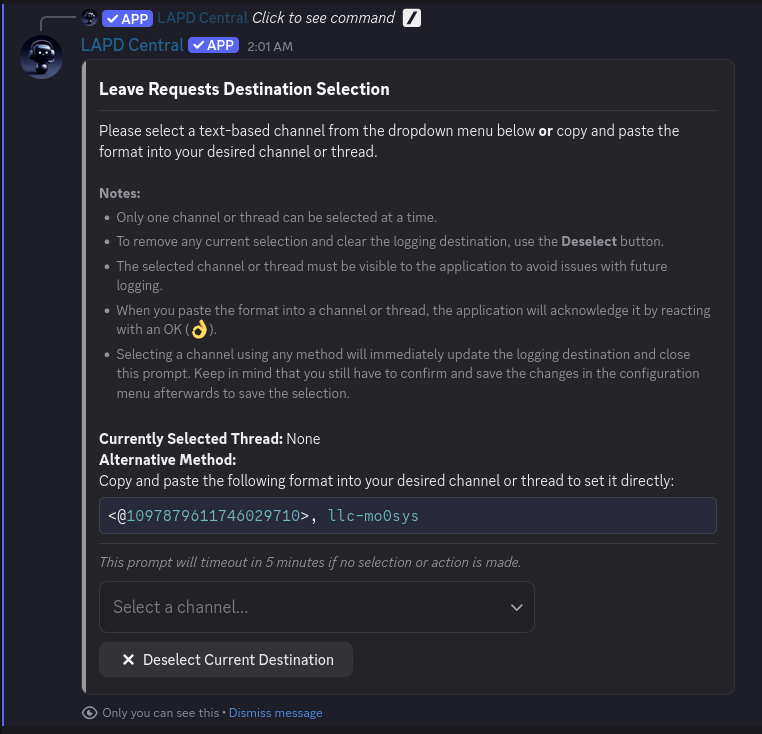 APP LAPD Central Click to see command
LAPD Central APP 2:01 AM
Leave Requests Destination Selection
Please select a text-based channel from the dropdown menu below or copy and paste the
format into your desired channel or thread.
Notes:
• Only one channel or thread can be selected at a time.
• To remove any current selection and clear the logging destination, use the Deselect button.
• The selected channel or thread must be visible to the application to avoid issues with future
logging.
• When you paste the format into a channel or thread, the application will acknowledge it by reacting
with an OK (👌).
• Selecting a channel using any method will immediately update the logging destination and close
this prompt. Keep in mind that you still have to confirm and save the changes in the configuration
menu afterwards to save the selection.
Currently Selected Thread: None
Alternative Method:
Copy and paste the following format into your desired channel or thread to set it directly:
<@1097879611746029710>, llc-mo0sys
This prompt will timeout in 5 minutes if no selection or action is made.
Select a channel...
✕ Deselect Current Destination
Only you can see this • Dismiss message